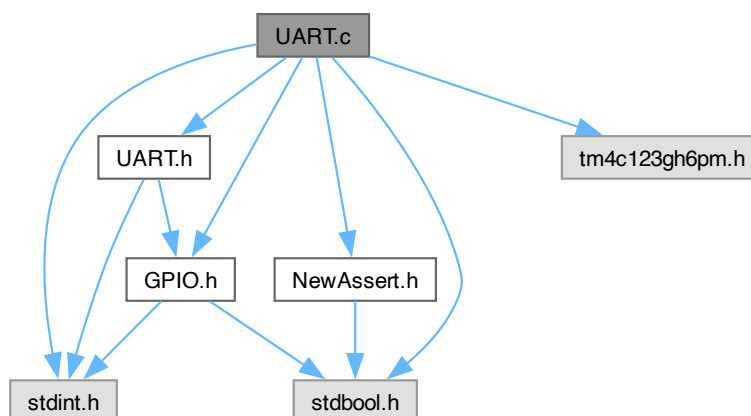 UART.c
UART.h
tm4c123gh6pm.h
GPIO.h
NewAssert.h
stdint.h
stdbool.h